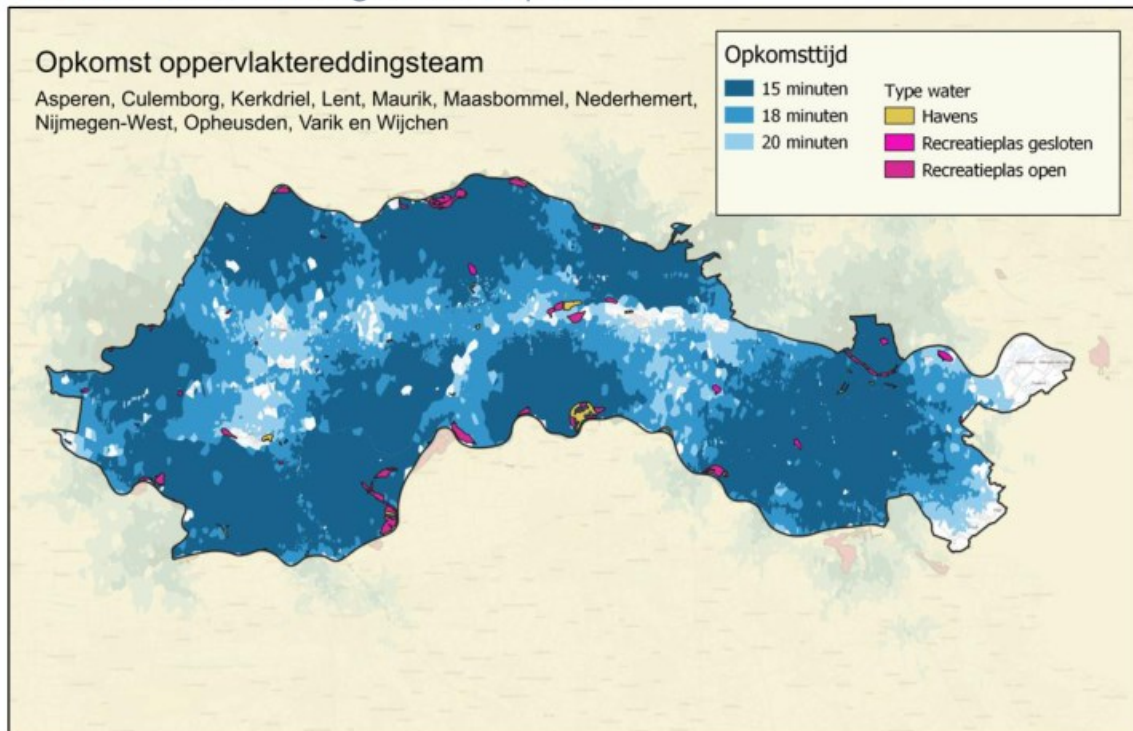 Opkomst oppervlaktereddingsteam
Asperen, Culemborg, Kerkdriel, Lent, Maurik, Maasbommel, Nederhemert,
Nijmegen-West, Opheusden, Varik en Wijchen
Opkomsttijd
15 minuten
18 minuten
20 minuten
Type water
Havens
Recreatieplas gesloten
Recreatieplas open